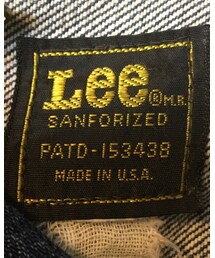 Lee ® M.R.
SANFORIZED
PATD-153438
MADE IN U.S.A.